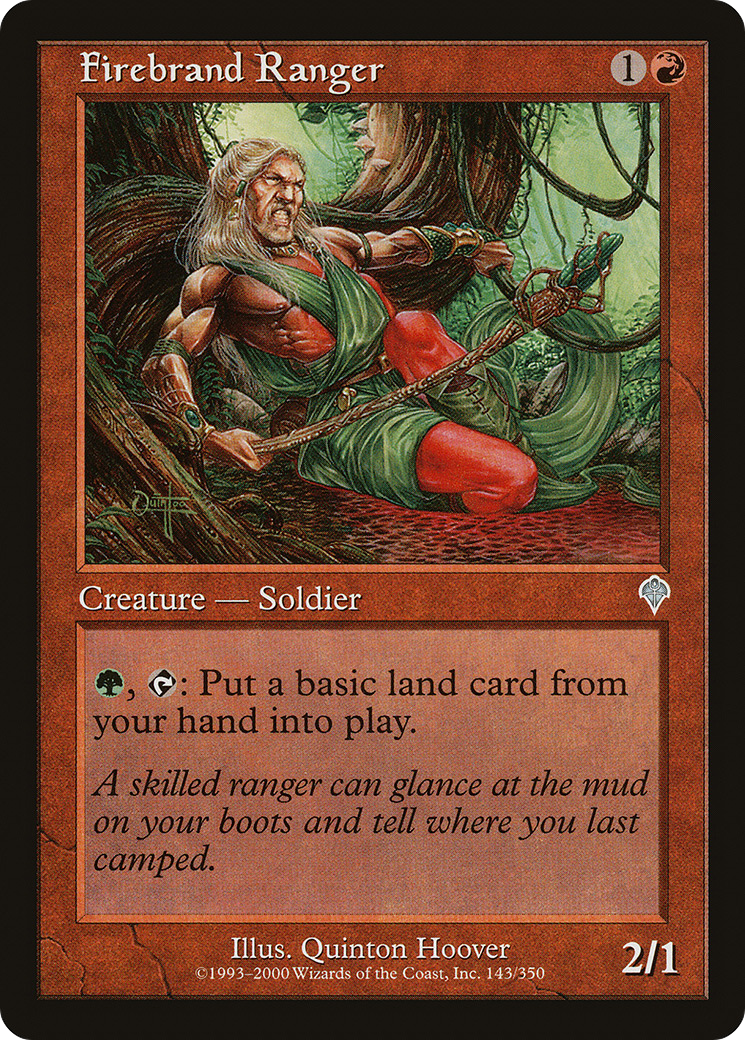 Firebrand Ranger 1
Creature — Soldier
, : Put a basic land card from
your hand into play.
A skilled ranger can glance at the mud
on your boots and tell where you last
camped.
Illus. Quinton Hoover
©1993–2000 Wizards of the Coast, Inc. 143/350
2/1